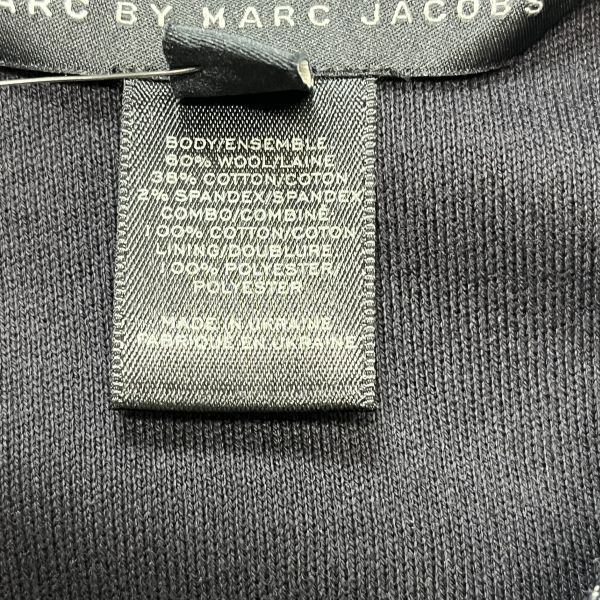 MARC BY MARC JACOBS
BODY/ENSEMBLE
60% WOOL/LAINE
38% COTTON/COTON
2% SPANDEX/SPANDEX
COMBO/COMBINE
100% COTTON/COTON
LINING/DOUBLURE
100% POLYESTER/
POLYESTER
MADE IN UKRAINE
FABRIQUE EN UKRAINE